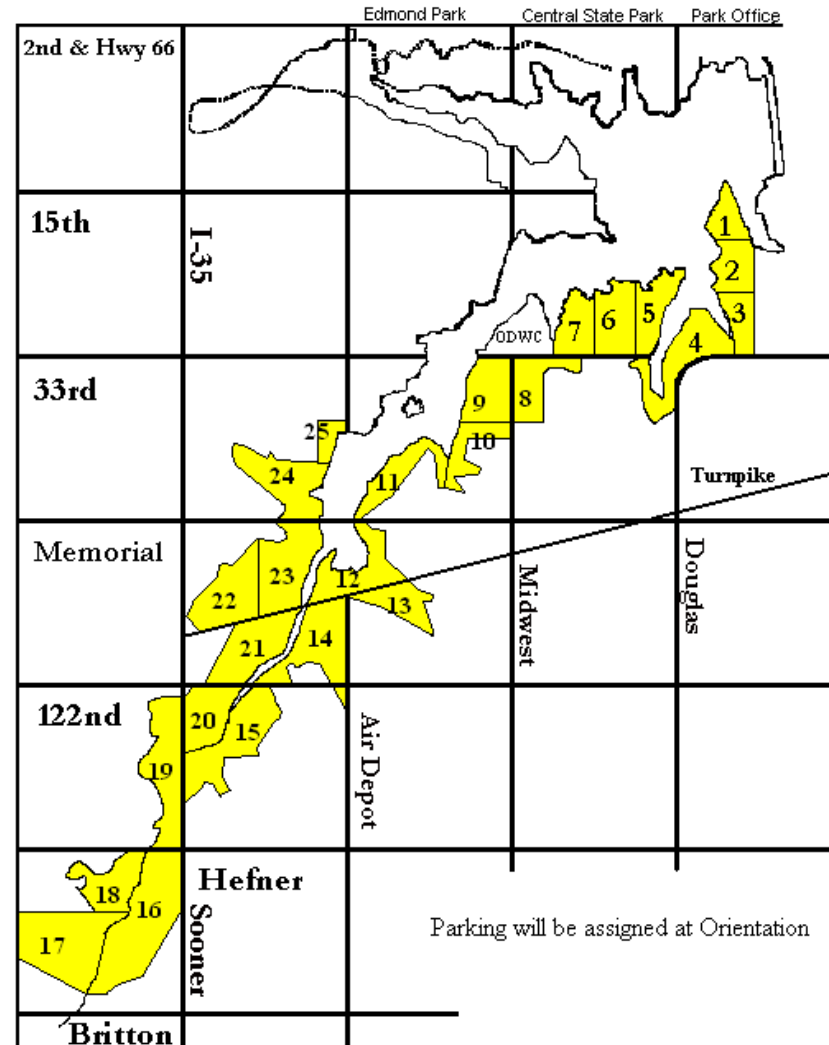 Edmond Park Central State Park Park Office
2nd & Hwy 66
15th
I-35
1
2
3
4
5
6
7
ODWC
33rd
8
9
10
25
24
11
Turnpike
Memorial
Midwest
Douglas
23
22
12
13
21
14
122nd
20
15
Air Depot
19
Hefner
18
16
Sooner
17
Parking will be assigned at Orientation
Britton